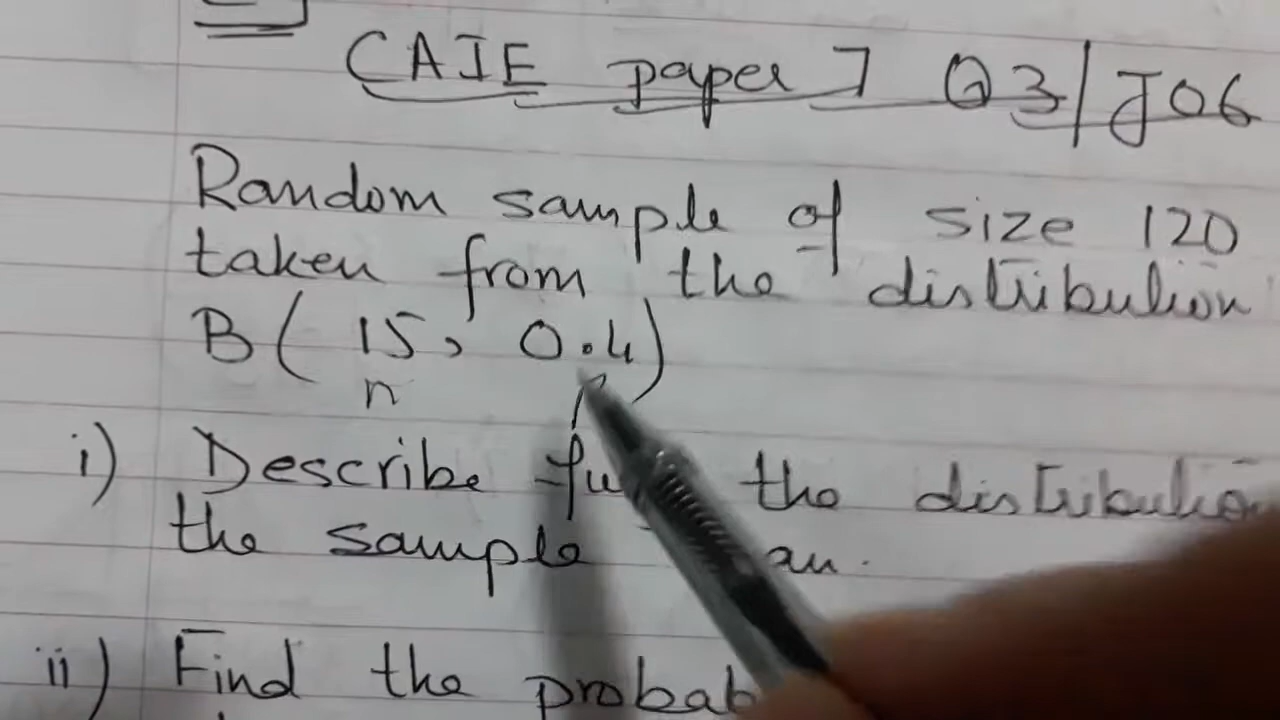 CAIE paper 7 Q3/J06
Random sample of size 120
taken from the distribution
B( 15, 0.4)
n
i) Describe the distribution
the sample
ii) Find the